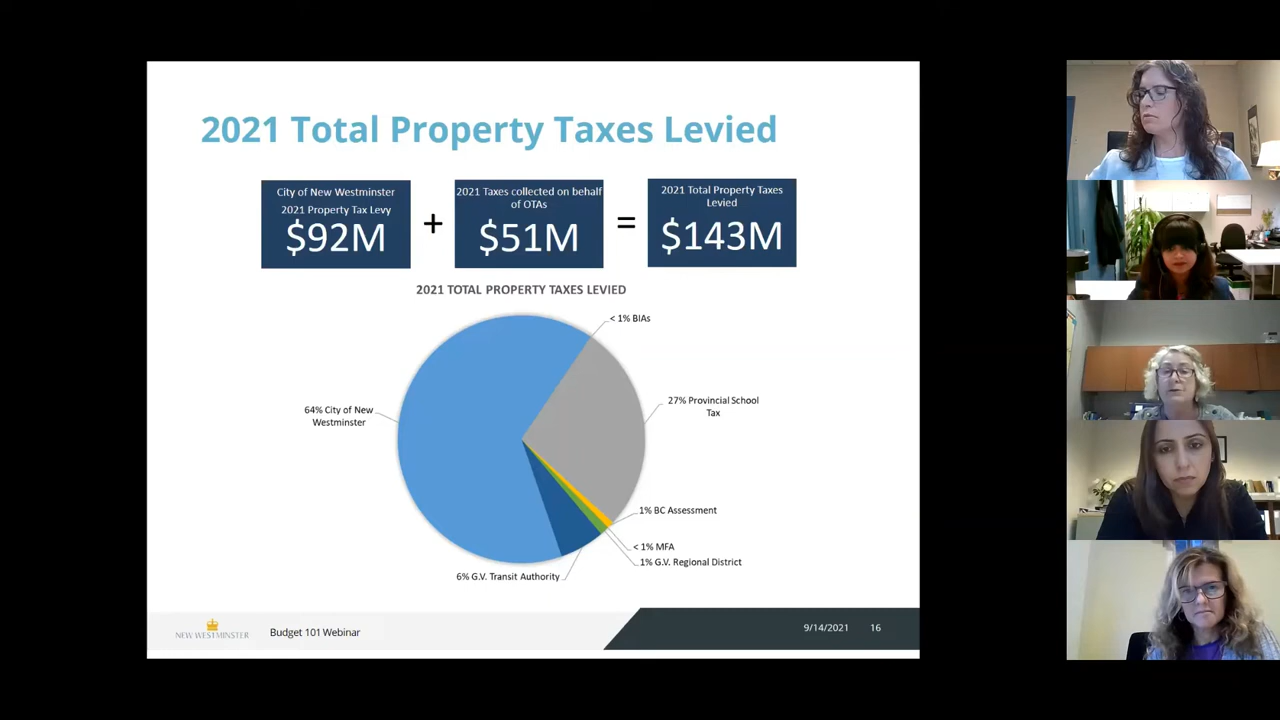 2021 Total Property Taxes Levied
City of New Westminster
2021 Property Tax Levy
$92M
+
2021 Taxes collected on behalf
of OTAs
$51M
=
2021 Total Property Taxes
Levied
$143M
2021 TOTAL PROPERTY TAXES LEVIED
< 1% BIAs
64% City of New
Westminster
27% Provincial School
Tax
1% BC Assessment
< 1% MFA
1% G.V. Regional District
6% G.V. Transit Authority
NEW WESTMINSTER
Budget 101 Webinar
9/14/2021
16